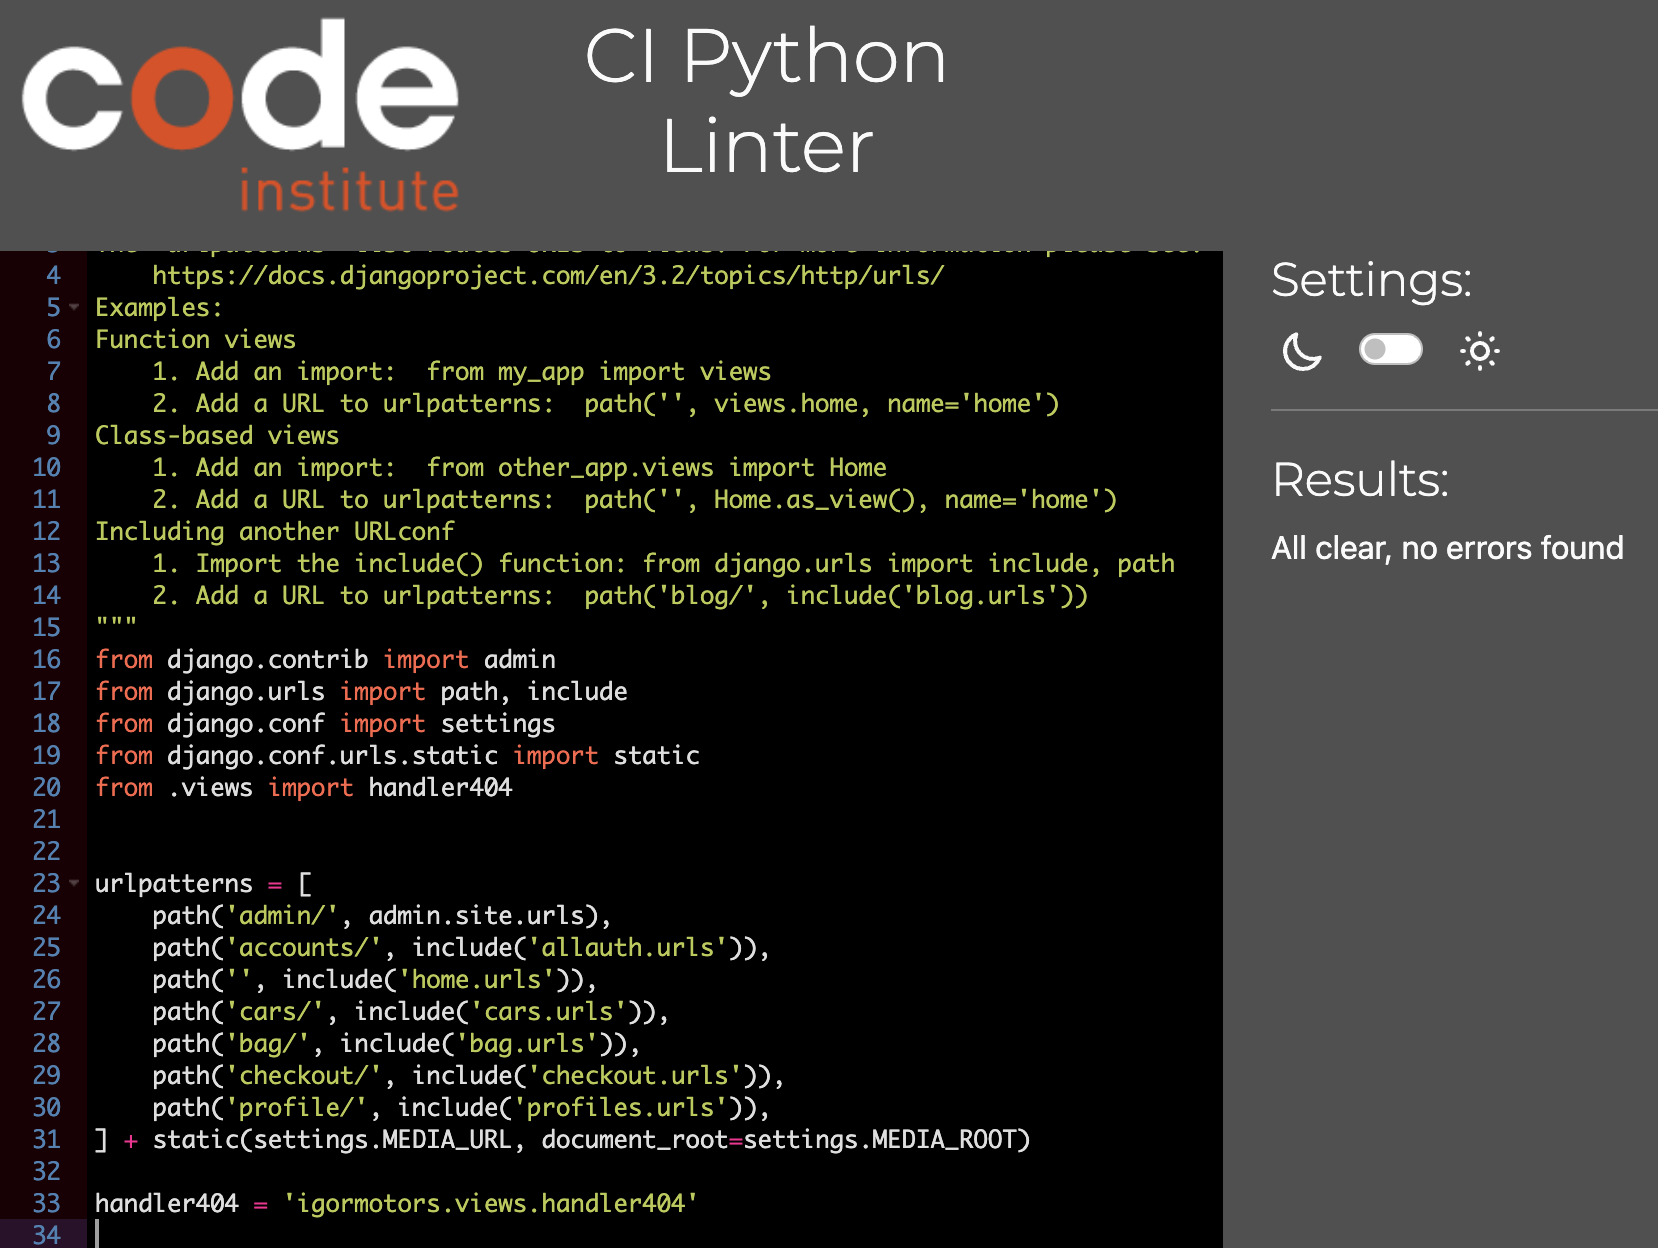 code
institute
CI Python
Linter
4 https://docs.djangoproject.com/en/3.2/topics/http/urls/
5 Examples:
6 Function views
7 1. Add an import:  from my_app import views
8 2. Add a URL to urlpatterns:  path('', views.home, name='home')
9 Class-based views
10 1. Add an import:  from other_app.views import Home
11 2. Add a URL to urlpatterns:  path('', Home.as_view(), name='home')
12 Including another URLconf
13 1. Import the include() function: from django.urls import include, path
14 2. Add a URL to urlpatterns:  path('blog/', include('blog.urls'))
15 """
16 from django.contrib import admin
17 from django.urls import path, include
18 from django.conf import settings
19 from django.conf.urls.static import static
20 from .views import handler404
21
22
23 urlpatterns = [
24 path('admin/', admin.site.urls),
25 path('accounts/', include('allauth.urls')),
26 path('', include('home.urls')),
27 path('cars/', include('cars.urls')),
28 path('bag/', include('bag.urls')),
29 path('checkout/', include('checkout.urls')),
30 path('profile/', include('profiles.urls')),
31 ] + static(settings.MEDIA_URL, document_root=settings.MEDIA_ROOT)
32
33 handler404 = 'igormotors.views.handler404'
34
Settings:
Results:
All clear, no errors found